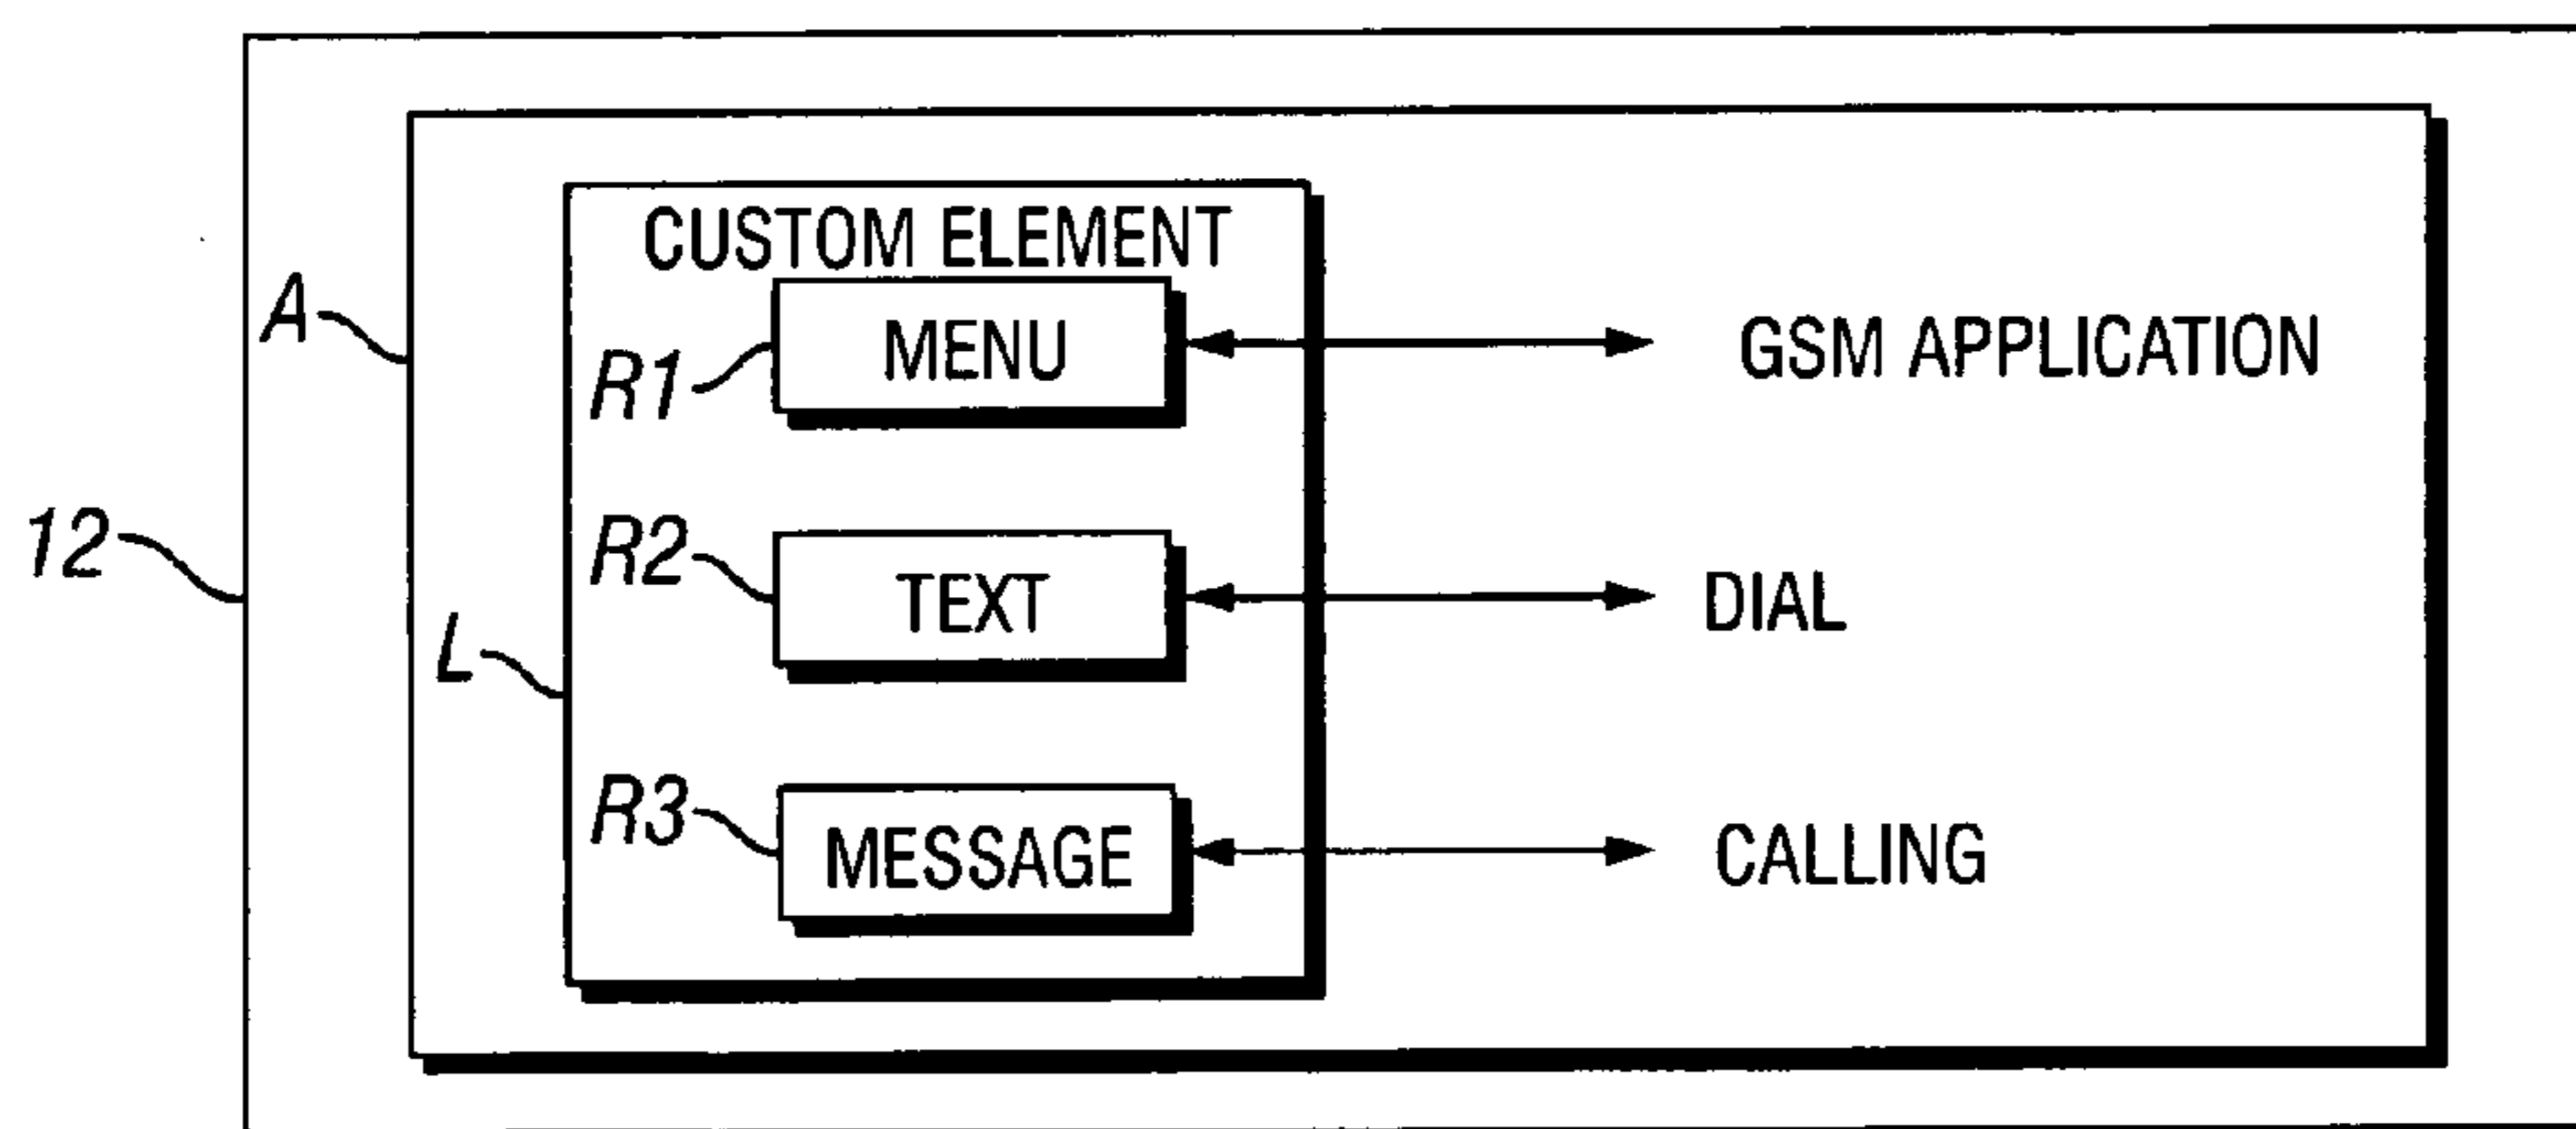 CUSTOM ELEMENT
A
R1
MENU
GSM APPLICATION
12
R2
TEXT
DIAL
L
R3
MESSAGE
CALLING